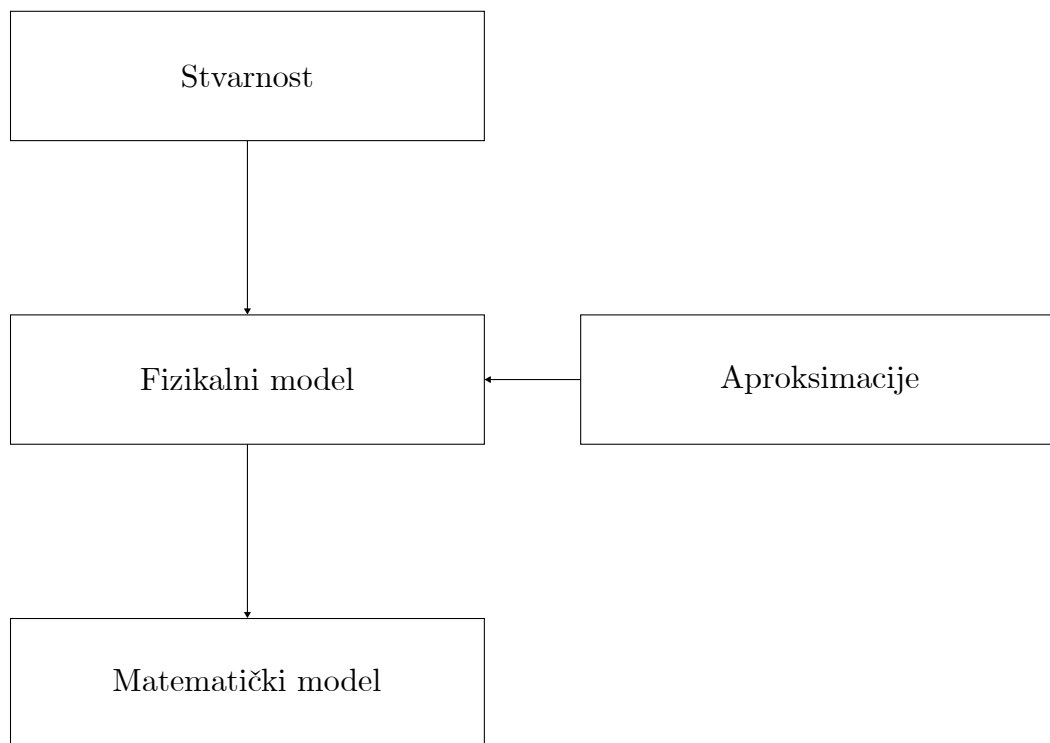 Stvarnost
Fizikalni model
Aproksimacije
Matematički model